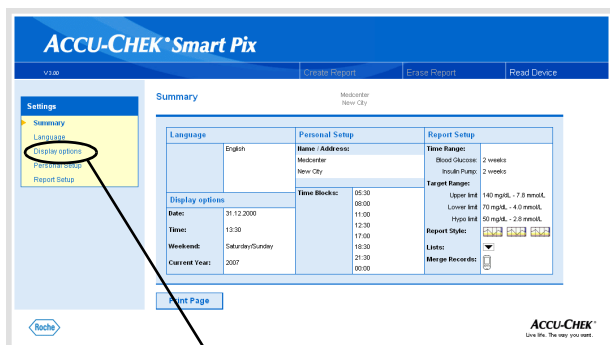 ACCU-CHEK® Smart Pix
V 3.00
Create Report
Erase Report
Read Device
Settings
Summary
Language
Display options
Personal Setup
Report Setup
Summary
Medcenter
New City
Language
English
Display options
Date: 31.12.2000
Time: 13:30
Weekend: Saturday/Sunday
Current Year: 2007
Personal Setup
Name / Address:
Medcenter
New City
Time Blocks: 05:30
08:00
11:00
12:30
17:00
18:30
21:30
00:00
Report Setup
Time Range:
Blood Glucose: 2 weeks
Insulin Pump: 2 weeks
Target Range:
Upper limit 140 mg/dL - 7.8 mmol/L
Lower limit 70 mg/dL - 4.0 mmol/L
Hypo limit 50 mg/dL - 2.8 mmol/L
Report Style:
Lists:
Merge Records:
Print Page
Roche
ACCU-CHEK®
Live life. The way you want.